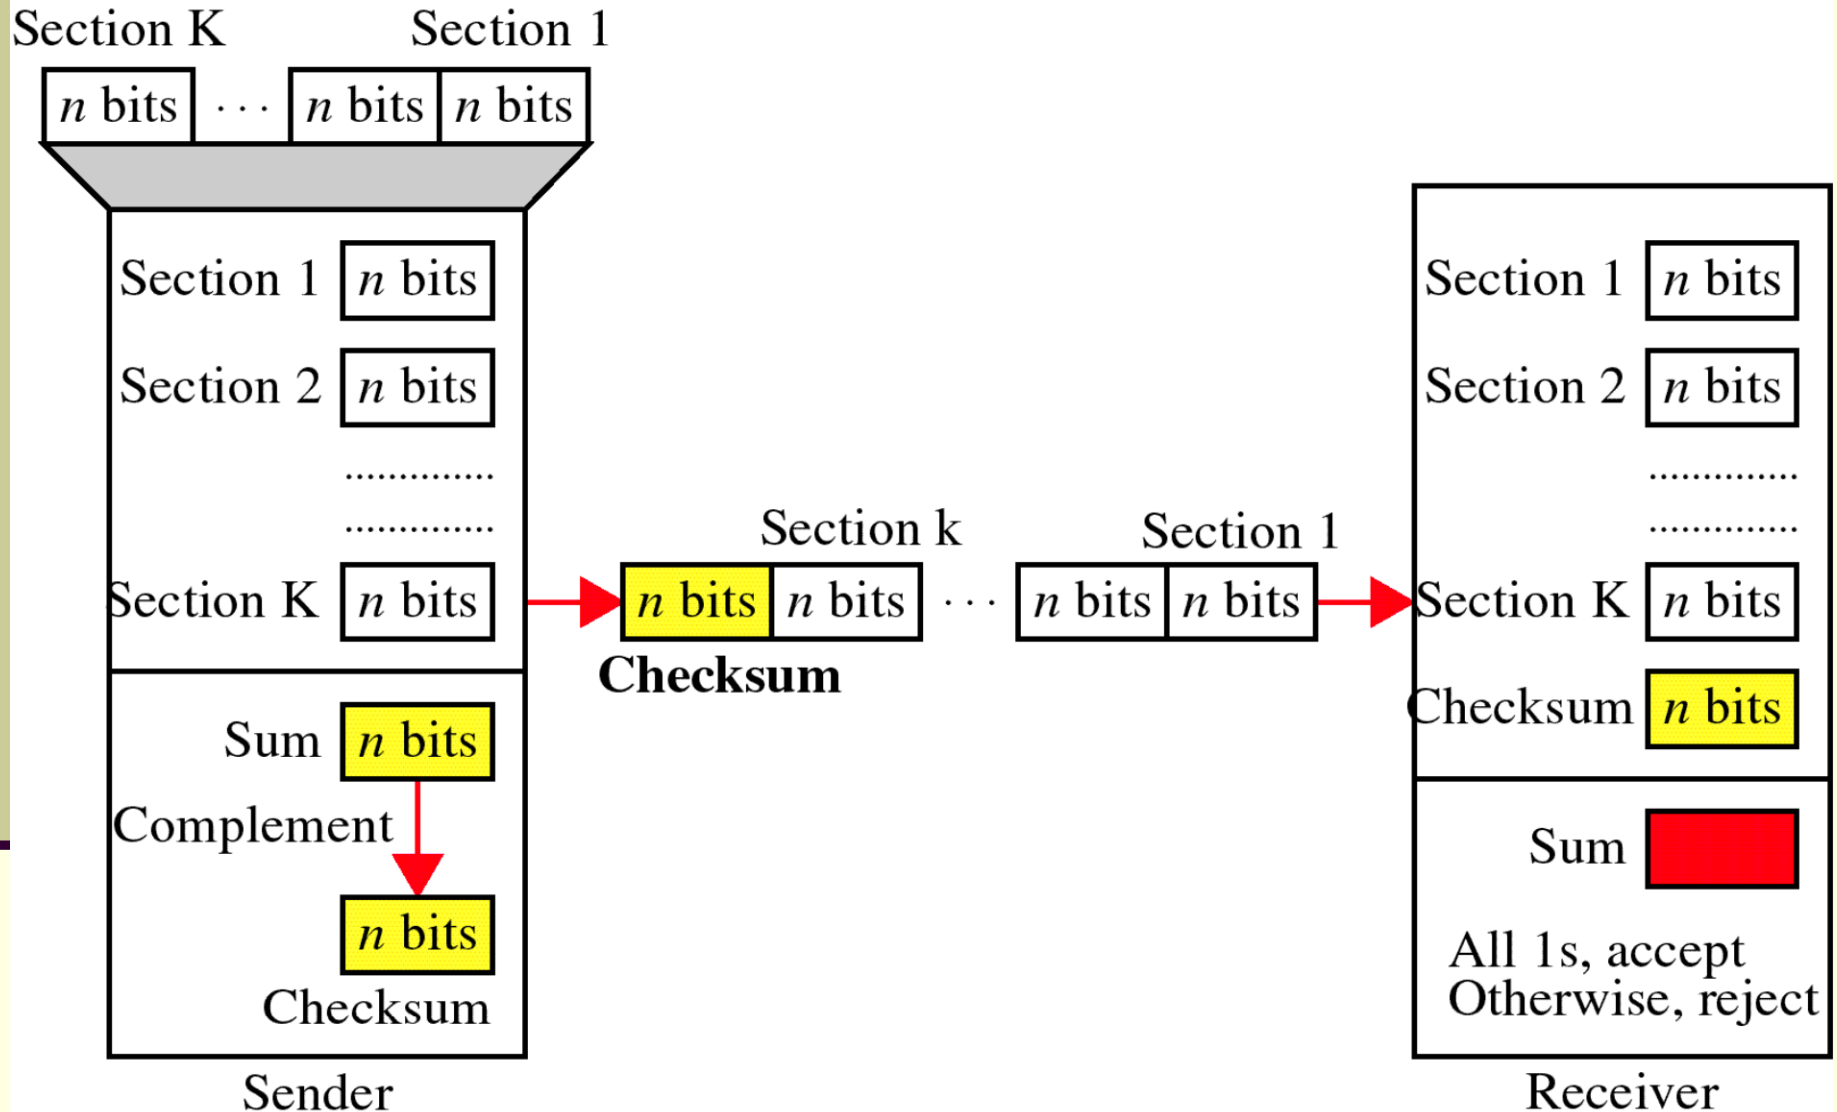 Section K Section 1
n bits ... n bits n bits
Section 1 n bits
Section 2 n bits
..............
..............
Section K n bits
Sum n bits
Complement
n bits
Checksum
Sender
Section k Section 1
n bits n bits ... n bits n bits
Checksum
Section 1 n bits
Section 2 n bits
..............
..............
Section K n bits
Checksum n bits
Sum
All 1s, accept
Otherwise, reject
Receiver